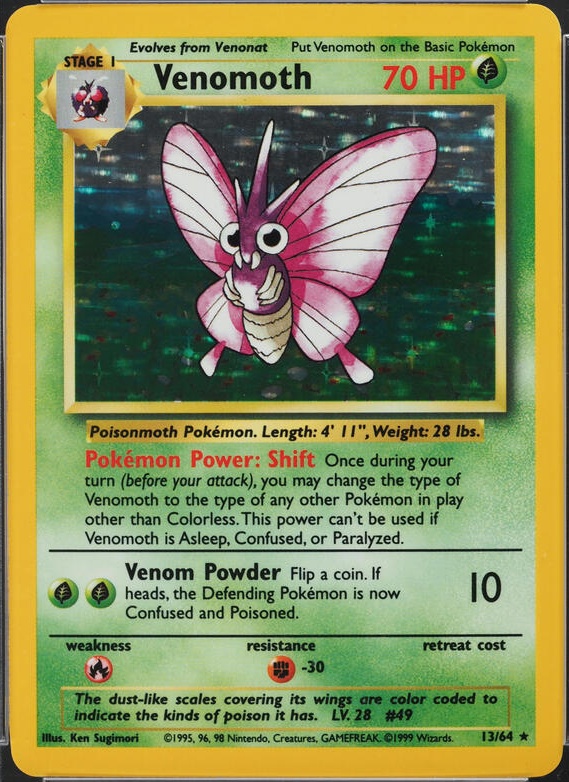 Evolves from Venonat Put Venomoth on the Basic Pokémon
STAGE 1
Venomoth 70 HP
Poisonmoth Pokémon. Length: 4' 11", Weight: 28 lbs.
Pokémon Power: Shift Once during your
turn (before your attack), you may change the type of
Venomoth to the type of any other Pokémon in play
other than Colorless. This power can't be used if
Venomoth is Asleep, Confused, or Paralyzed.
Venom Powder Flip a coin. If
heads, the Defending Pokémon is now
Confused and Poisoned.
10
weakness resistance retreat cost
-30
The dust-like scales covering its wings are color coded to
indicate the kinds of poison it has. LV. 28 #49
Illus. Ken Sugimori ©1995, 96, 98 Nintendo, Creatures, GAMEFREAK. ©1999 Wizards. 13/64 ★